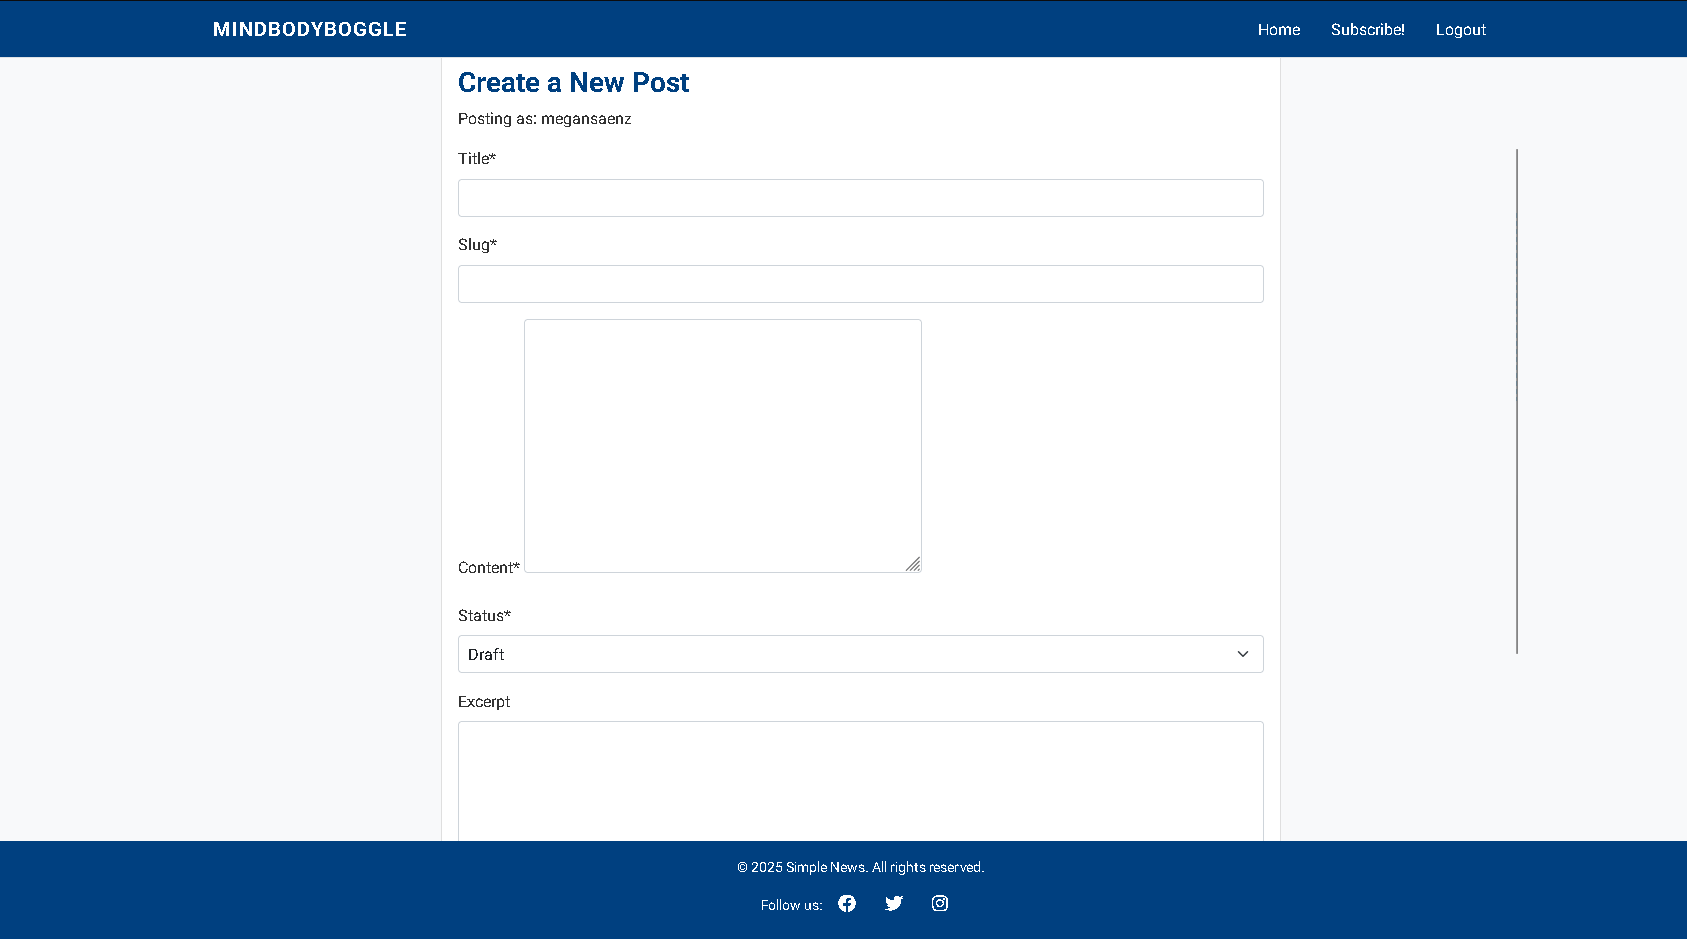 MINDBODYBOGGLE
Home Subscribe! Logout
Create a New Post
Posting as: megansaenz
Title*
Slug*
Content*
Status*
Draft
Excerpt
© 2025 Simple News. All rights reserved.
Follow us: